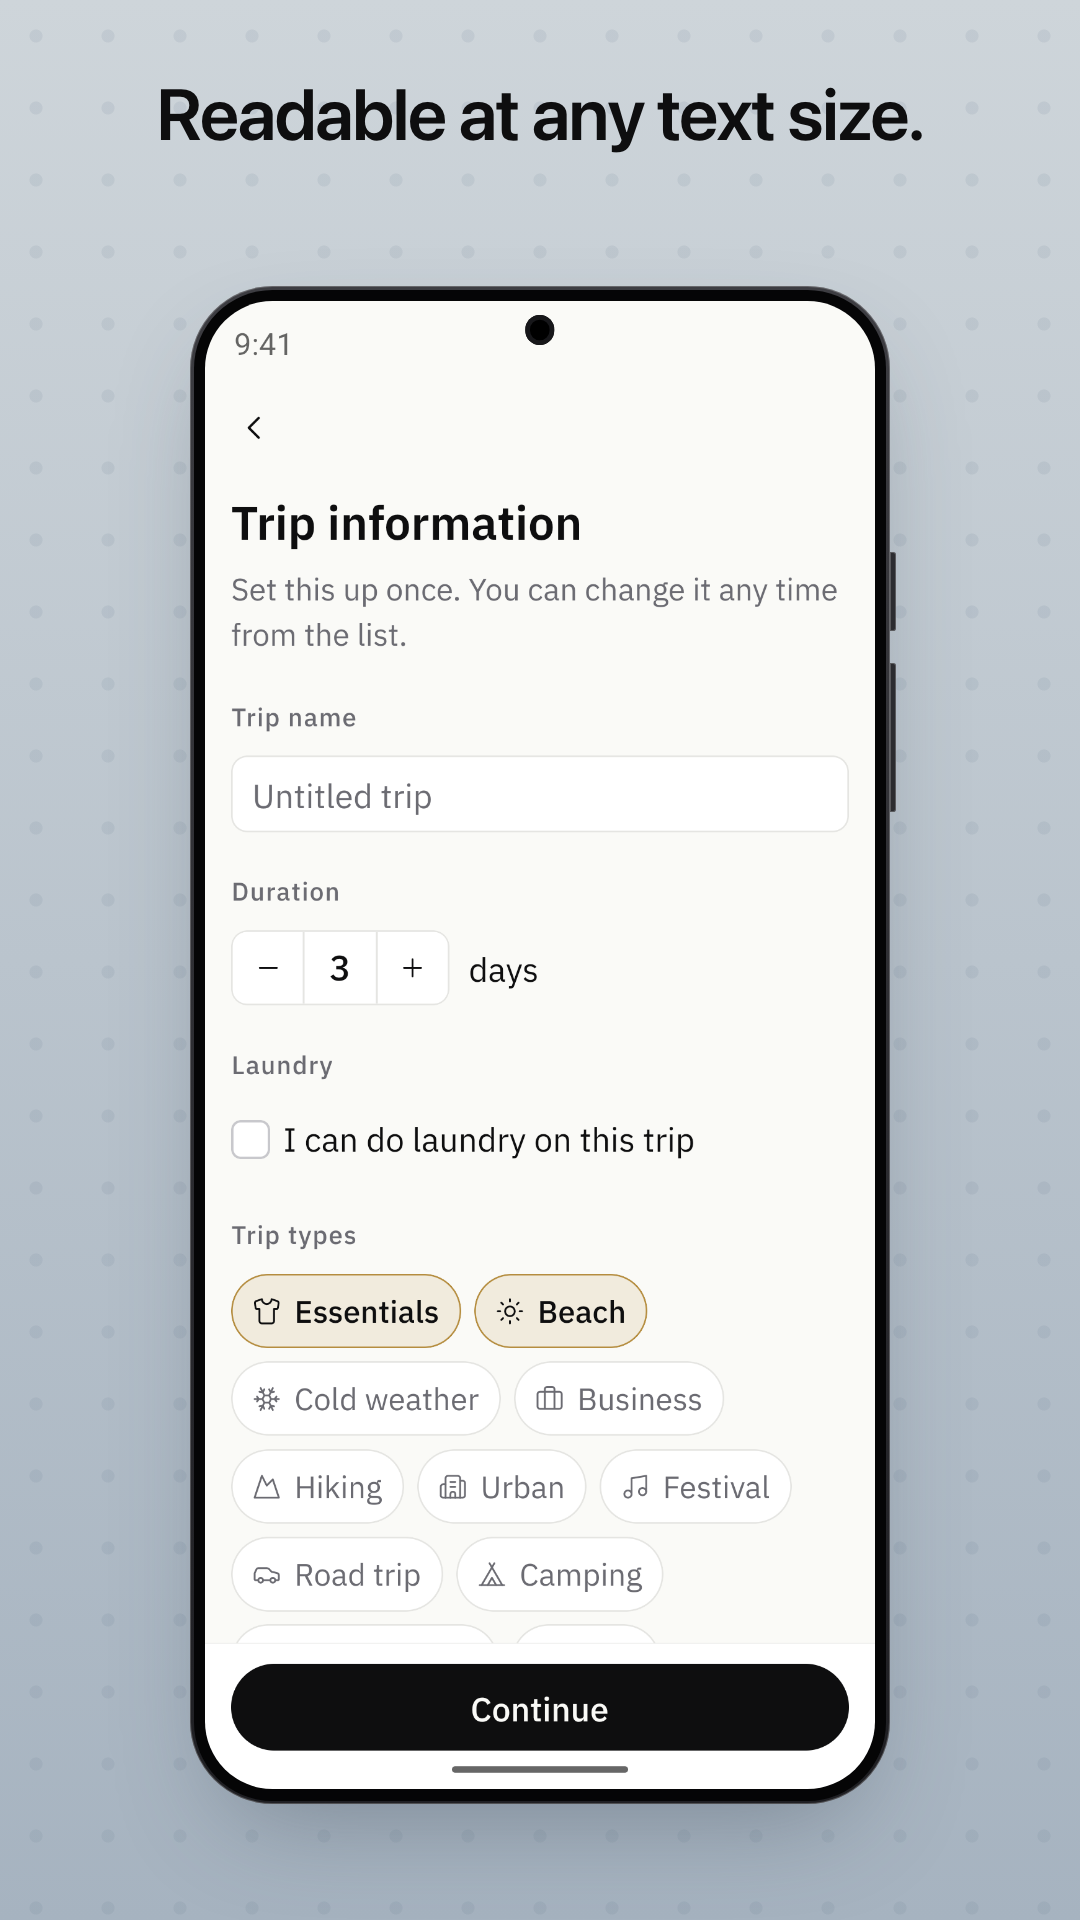 Readable at any text size.
9:41
Trip information
Set this up once. You can change it any time
from the list.
Trip name
Untitled trip
Duration
3 days
Laundry
I can do laundry on this trip
Trip types
Essentials Beach
Cold weather Business
Hiking Urban Festival
Road trip Camping
Continue